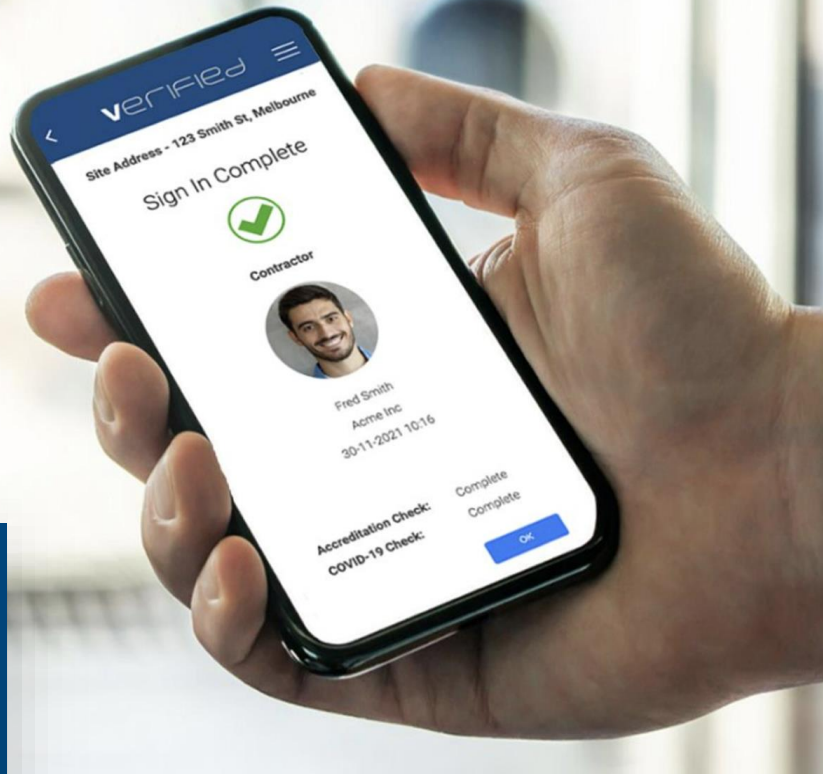 verified
Site Address - 123 Smith St, Melbourne
Sign In Complete
Contractor
Fred Smith
Acme Inc
30-11-2021 10:16
Accreditation Check: Complete
COVID-19 Check: Complete
OK